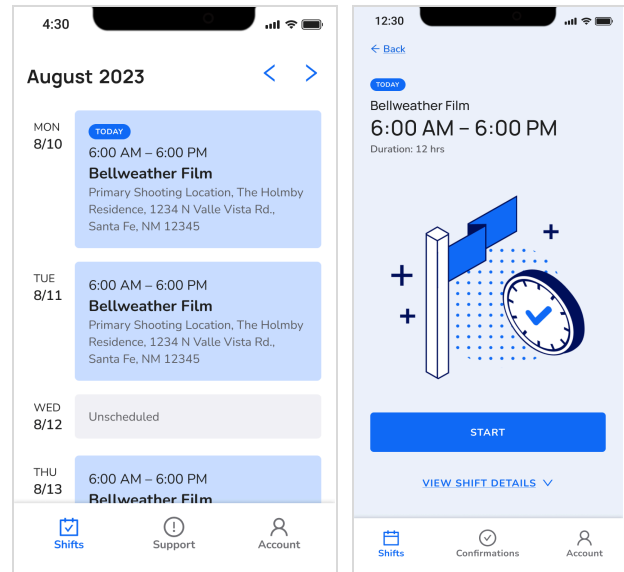 4:30
August 2023
MON
8/10
TODAY
6:00 AM – 6:00 PM
Bellweather Film
Primary Shooting Location, The Holmby
Residence, 1234 N Valle Vista Rd.,
Santa Fe, NM 12345
TUE
8/11
6:00 AM – 6:00 PM
Bellweather Film
Primary Shooting Location, The Holmby
Residence, 1234 N Valle Vista Rd.,
Santa Fe, NM 12345
WED
8/12
Unscheduled
THU
8/13
6:00 AM – 6:00 PM
Bellweather Film
Shifts
Support
Account
12:30
← Back
TODAY
Bellweather Film
6:00 AM – 6:00 PM
Duration: 12 hrs
START
VIEW SHIFT DETAILS
Shifts
Confirmations
Account